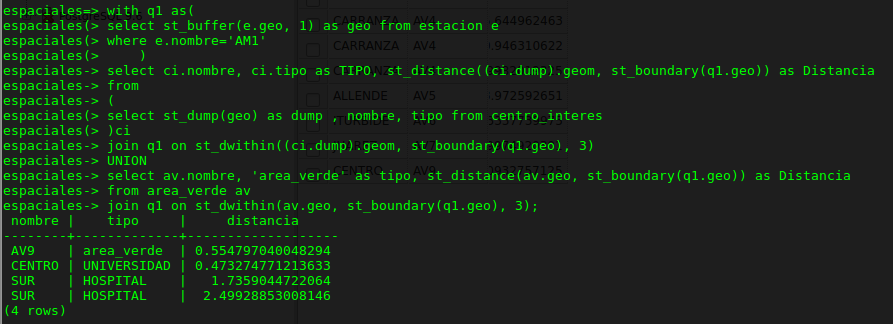 espaciales=> with q1 as(
espaciales(> select st_buffer(e.geo, 1) as geo from estacion e
espaciales(> where e.nombre='AM1'
espaciales(>     )
espaciales-> select ci.nombre, ci.tipo as TIPO, st_distance((ci.dump).geom, st_boundary(q1.geo)) as Distancia
espaciales-> from
espaciales-> (
espaciales(> select st_dump(geo) as dump , nombre, tipo from centro_interes
espaciales(> )ci
espaciales-> join q1 on st_dwithin((ci.dump).geom, st_boundary(q1.geo), 3)
espaciales-> UNION
espaciales-> select av.nombre, 'area_verde' as tipo, st_distance(av.geo, st_boundary(q1.geo)) as Distancia
espaciales-> from area_verde av
espaciales-> join q1 on st_dwithin(av.geo, st_boundary(q1.geo), 3);
 nombre |    tipo     |     distancia
--------+-------------+-------------------
 AV9    | area_verde  | 0.554797040048294
 CENTRO | UNIVERSIDAD | 0.473274771213633
 SUR    | HOSPITAL    |   1.7359044722064
 SUR    | HOSPITAL    |  2.49928853008146
(4 rows)
CARRANZA AV4 .644962463
CARRANZA AV4 .946310622
ALLENDE AV5 .972592651